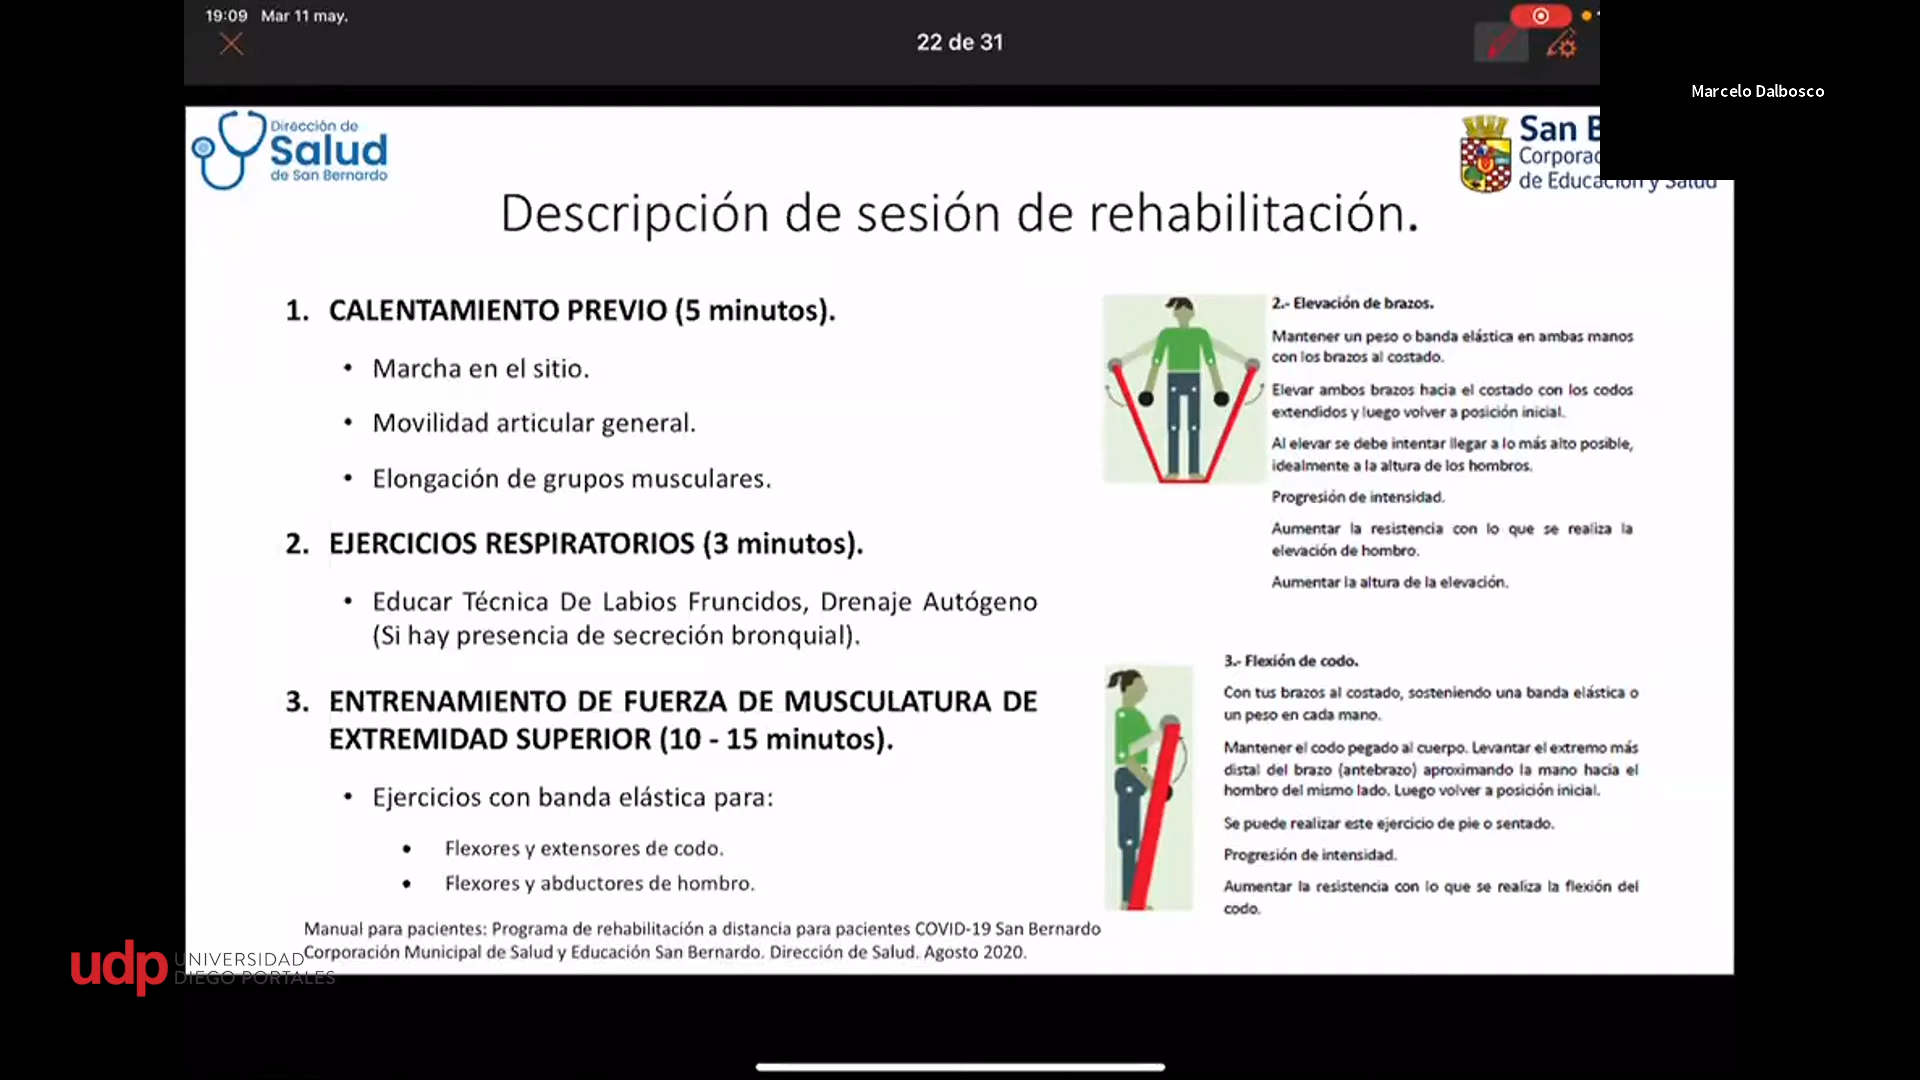 19:09 Mar 11 may.
22 de 31
Marcelo Dalbosco
Dirección de
Salud
de San Bernardo
San B
Corporac
de Educación y Salud
Descripción de sesión de rehabilitación.
1. CALENTAMIENTO PREVIO (5 minutos).
• Marcha en el sitio.
• Movilidad articular general.
• Elongación de grupos musculares.
2. EJERCICIOS RESPIRATORIOS (3 minutos).
• Educar Técnica De Labios Fruncidos, Drenaje Autógeno
(Si hay presencia de secreción bronquial).
3. ENTRENAMIENTO DE FUERZA DE MUSCULATURA DE
EXTREMIDAD SUPERIOR (10 - 15 minutos).
• Ejercicios con banda elástica para:
• Flexores y extensores de codo.
• Flexores y abductores de hombro.
2.- Elevación de brazos.
Mantener un peso o banda elástica en ambas manos
con los brazos al costado.
Elevar ambos brazos hacia el costado con los codos
extendidos y luego volver a posición inicial.
Al elevar se debe intentar llegar a lo más alto posible,
idealmente a la altura de los hombros.
Progresión de intensidad.
Aumentar la resistencia con lo que se realiza la
elevación de hombro.
Aumentar la altura de la elevación.
3.- Flexión de codo.
Con tus brazos al costado, sosteniendo una banda elástica o
un peso en cada mano.
Mantener el codo pegado al cuerpo. Levantar el extremo más
distal del brazo (antebrazo) aproximando la mano hacia el
hombro del mismo lado. Luego volver a posición inicial.
Se puede realizar este ejercicio de pie o sentado.
Progresión de intensidad.
Aumentar la resistencia con lo que se realiza la flexión del
codo.
Manual para pacientes: Programa de rehabilitación a distancia para pacientes COVID-19 San Bernardo
Corporación Municipal de Salud y Educación San Bernardo. Dirección de Salud. Agosto 2020.
udp UNIVERSIDAD
DIEGO PORTALES